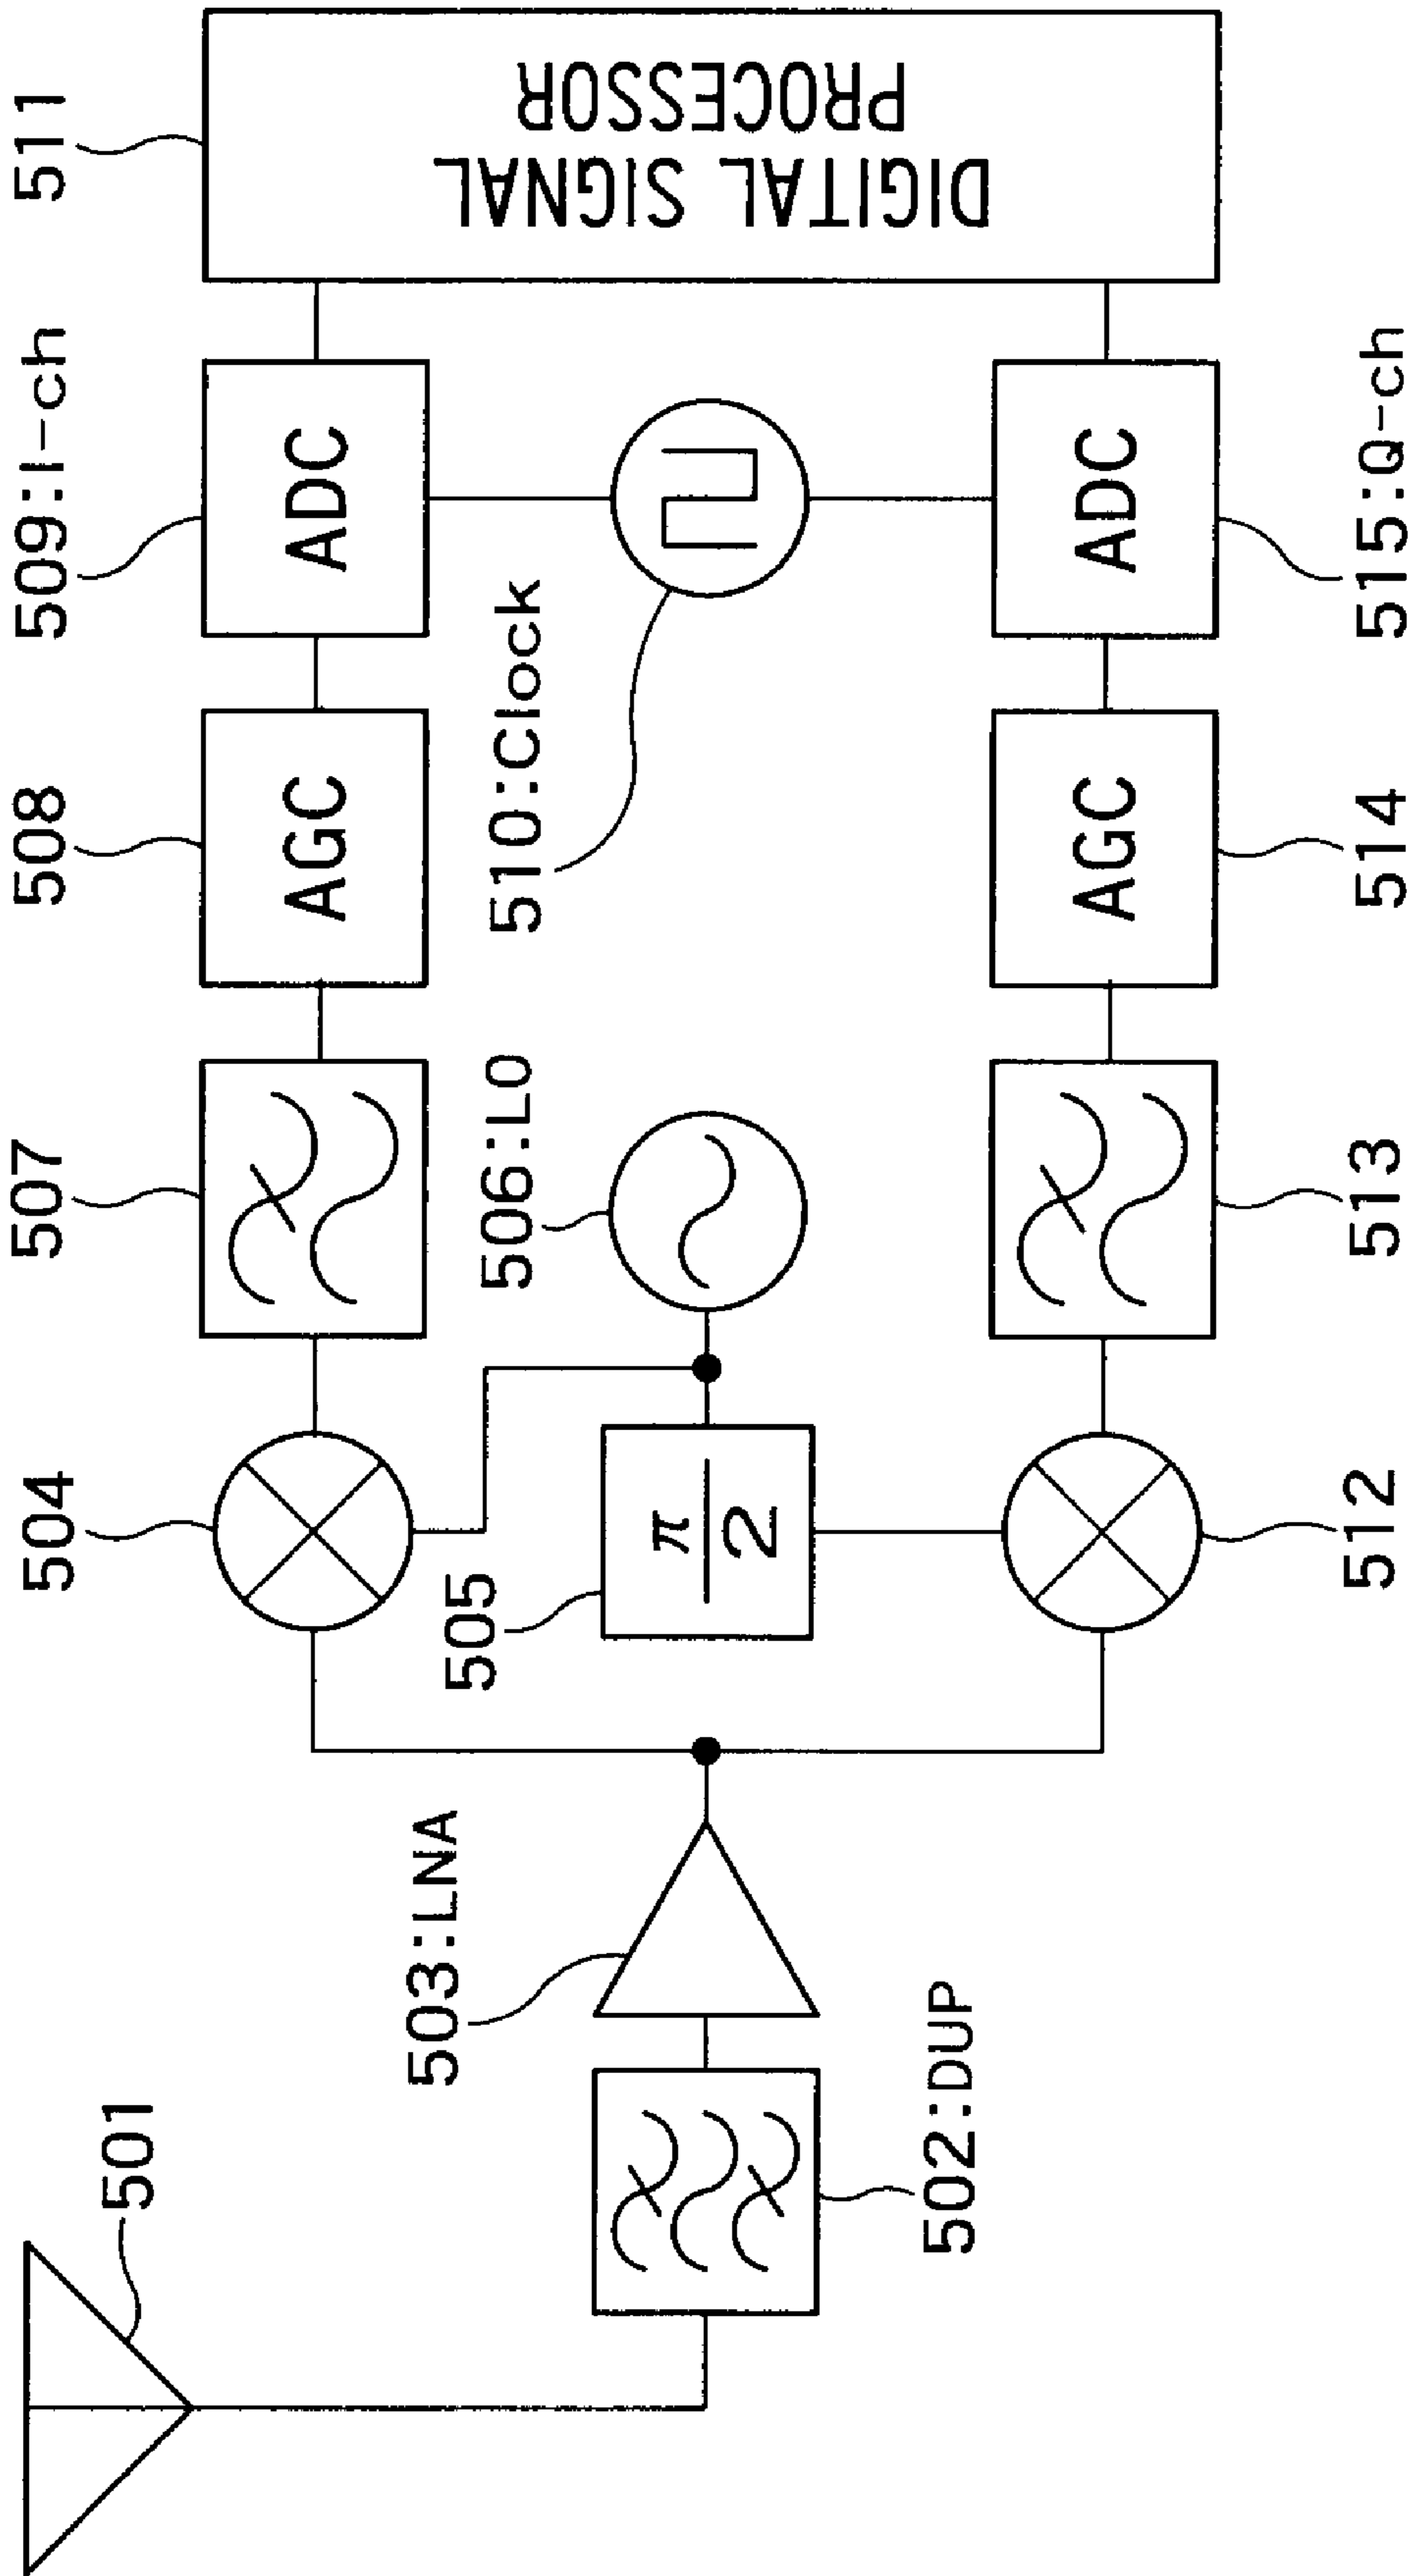 501
502:DUP
503:LNA
504
505
π
2
506:LO
507
508
AGC
509:I-ch
ADC
510:Clock
511
DIGITAL SIGNAL
PROCESSOR
512
513
514
AGC
515:Q-ch
ADC